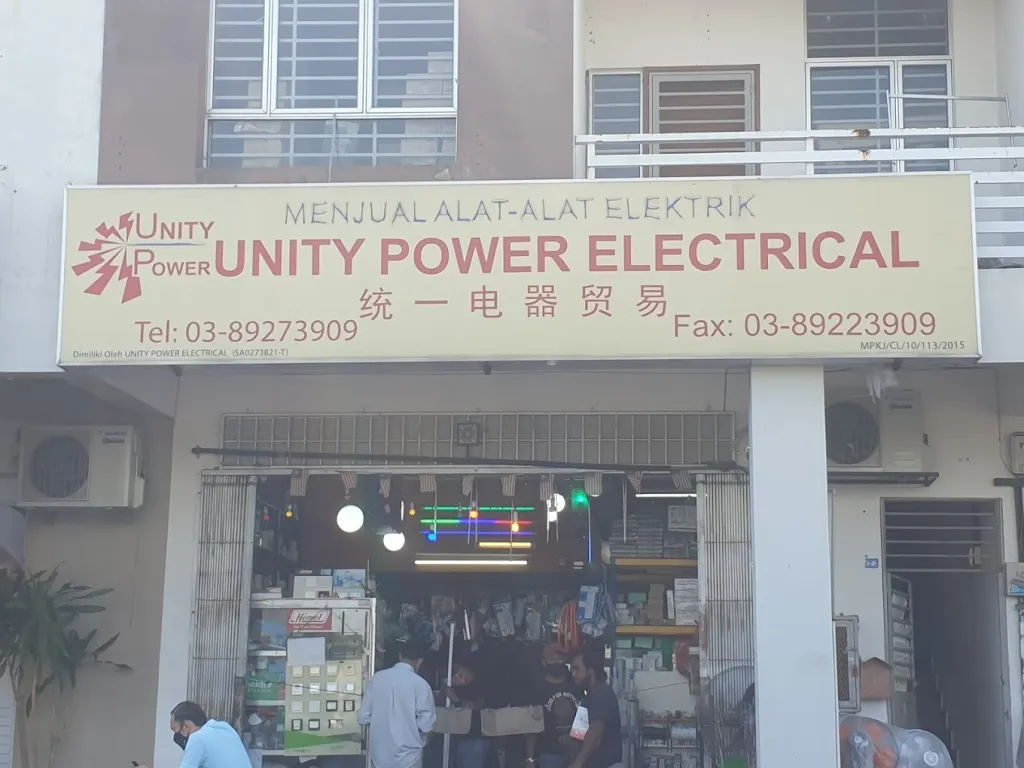 MENJUAL ALAT-ALAT ELEKTRIK
UNITY
POWER
UNITY POWER ELECTRICAL
统一电器贸易
Tel: 03-89273909
Fax: 03-89223909
Dimiliki Oleh UNITY POWER ELECTRICAL (SA0273821-T)
MPKJ/CL/10/113/2015